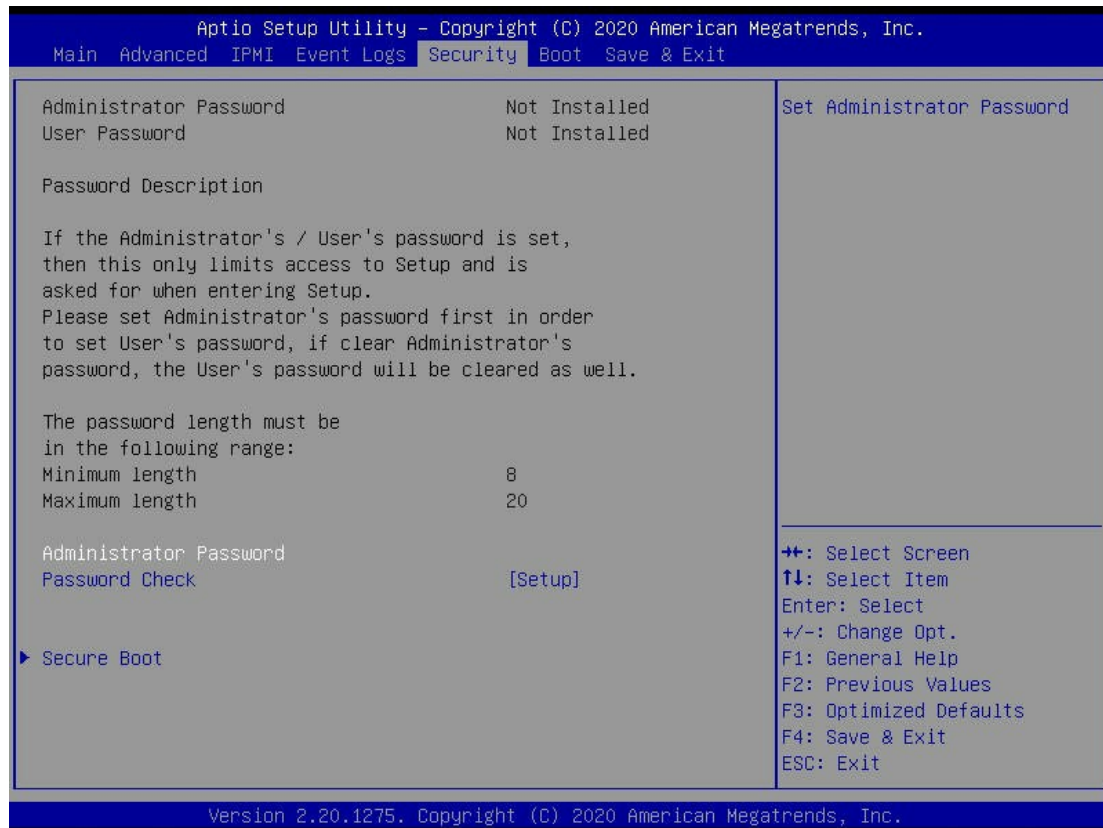 Aptio Setup Utility – Copyright (C) 2020 American Megatrends, Inc.
Main Advanced IPMI Event Logs Security Boot Save & Exit
Administrator Password Not Installed
User Password Not Installed
Password Description
If the Administrator's / User's password is set,
then this only limits access to Setup and is
asked for when entering Setup.
Please set Administrator's password first in order
to set User's password, if clear Administrator's
password, the User's password will be cleared as well.
The password length must be
in the following range:
Minimum length 8
Maximum length 20
Administrator Password
Password Check [Setup]
Secure Boot
Set Administrator Password
→←: Select Screen
↑↓: Select Item
Enter: Select
+/-: Change Opt.
F1: General Help
F2: Previous Values
F3: Optimized Defaults
F4: Save & Exit
ESC: Exit
Version 2.20.1275. Copyright (C) 2020 American Megatrends, Inc.